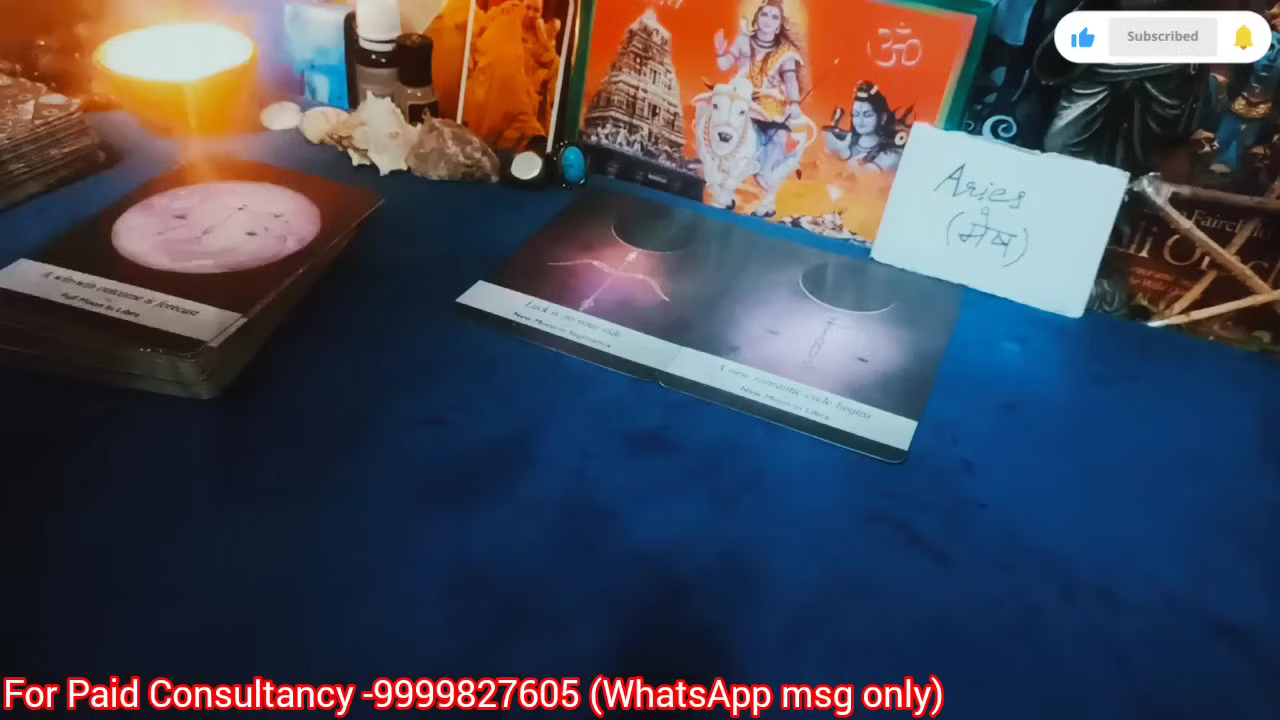 Subscribed
ॐ
Aries
(मेष)
Fairchild
A win-win outcome is forecast
Full Moon in Libra
Luck is on your side
New Moon in Sagittarius
A new romantic cycle begins
New Moon in Libra
For Paid Consultancy -9999827605 (WhatsApp msg only)